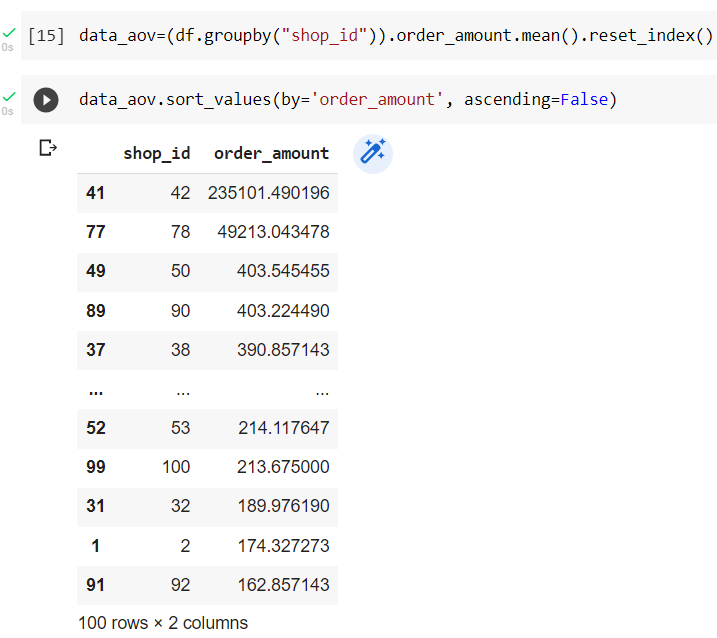 0s [15] data_aov=(df.groupby("shop_id")).order_amount.mean().reset_index()
0s data_aov.sort_values(by='order_amount', ascending=False)
shop_id order_amount
41 42 235101.490196
77 78 49213.043478
49 50 403.545455
89 90 403.224490
37 38 390.857143
... ... ...
52 53 214.117647
99 100 213.675000
31 32 189.976190
1 2 174.327273
91 92 162.857143
100 rows × 2 columns